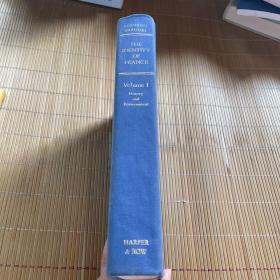 FERNAND
BRAUDEL
THE
IDENTITY OF
FRANCE
Volume I
History
and
Environment
HARPER
& ROW